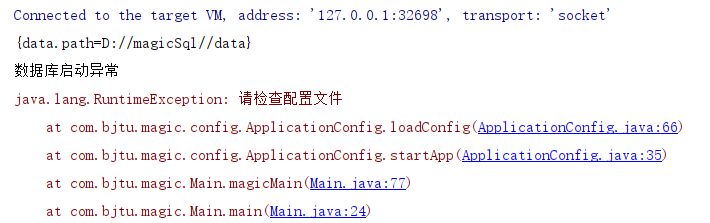 Connected to the target VM, address: '127.0.0.1:32698', transport: 'socket'
{data.path=D://magicSql//data}
数据库启动异常
java.lang.RuntimeException: 请检查配置文件
at com.bjtu.magic.config.ApplicationConfig.loadConfig(ApplicationConfig.java:66)
at com.bjtu.magic.config.ApplicationConfig.startApp(ApplicationConfig.java:35)
at com.bjtu.magic.Main.magicMain(Main.java:77)
at com.bjtu.magic.Main.main(Main.java:24)